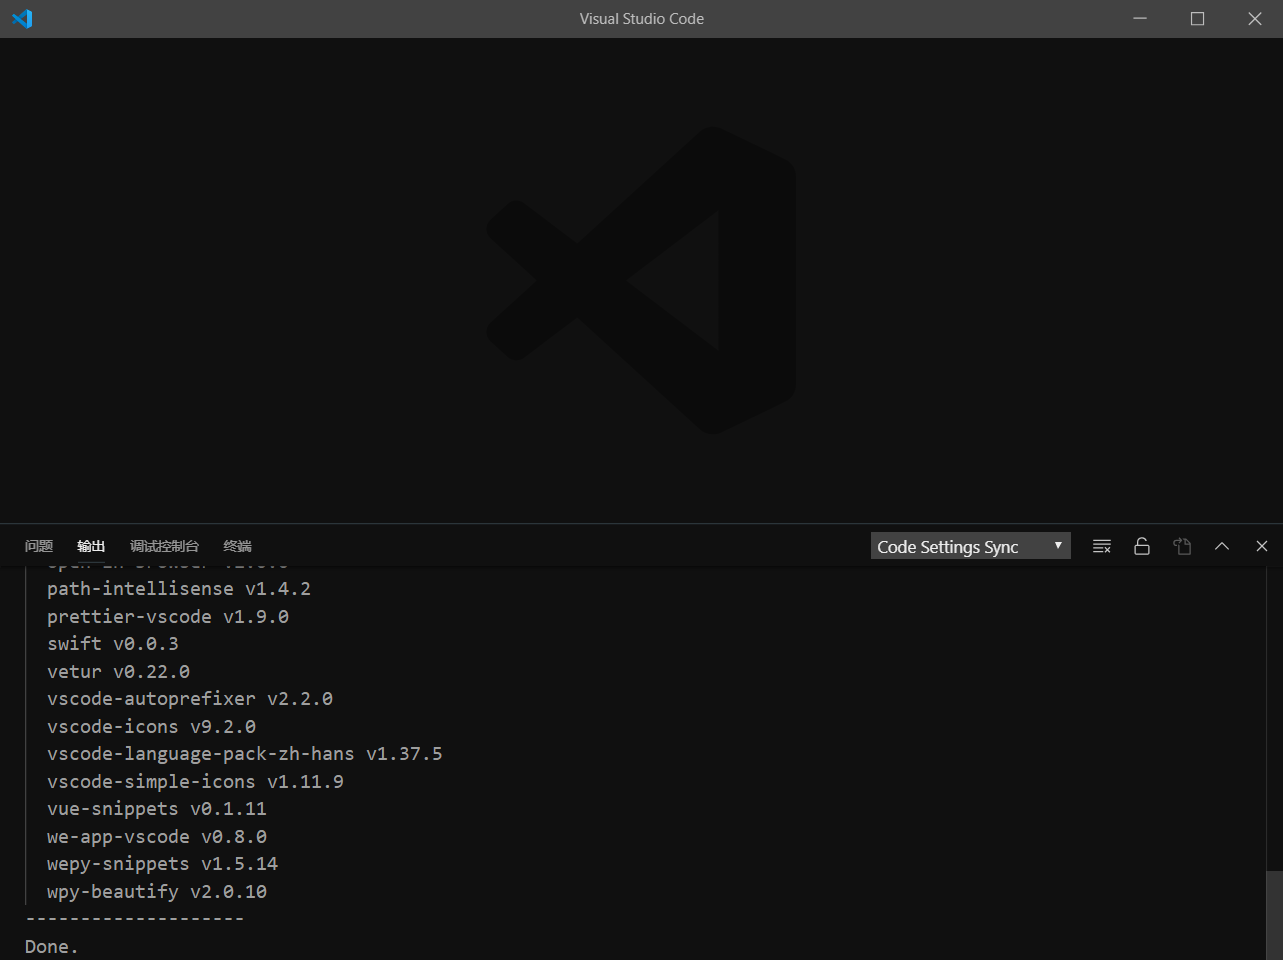 Visual Studio Code
问题 输出 调试控制台 终端 Code Settings Sync
path-intellisense v1.4.2
prettier-vscode v1.9.0
swift v0.0.3
vetur v0.22.0
vscode-autoprefixer v2.2.0
vscode-icons v9.2.0
vscode-language-pack-zh-hans v1.37.5
vscode-simple-icons v1.11.9
vue-snippets v0.1.11
we-app-vscode v0.8.0
wepy-snippets v1.5.14
wpy-beautify v2.0.10
--------------------
Done.